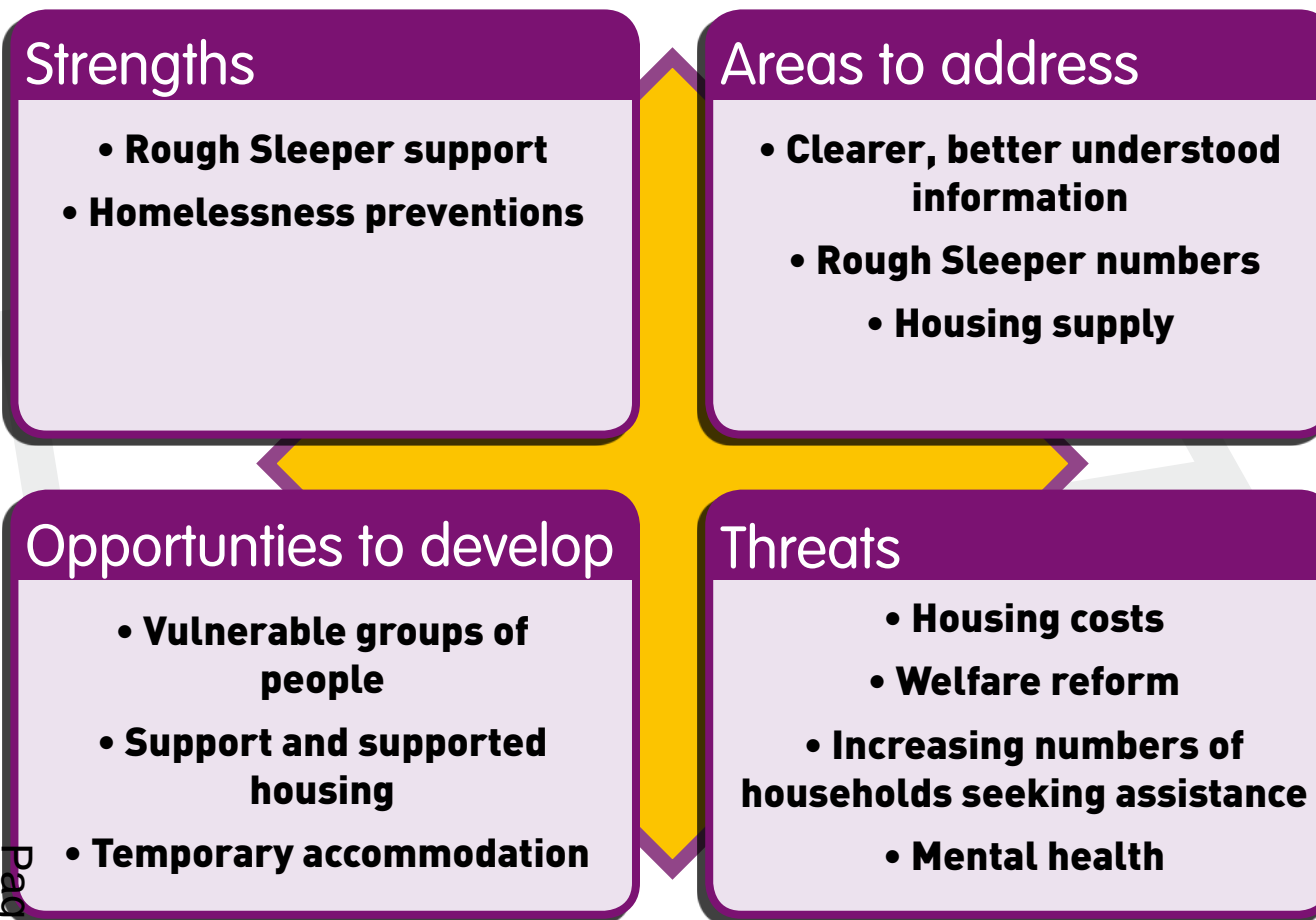 Strengths
• Rough Sleeper support
• Homelessness preventions
Areas to address
• Clearer, better understood
information
• Rough Sleeper numbers
• Housing supply
Opportunties to develop
• Vulnerable groups of
people
• Support and supported
housing
• Temporary accommodation
Threats
• Housing costs
• Welfare reform
• Increasing numbers of
households seeking assistance
• Mental health
Pag